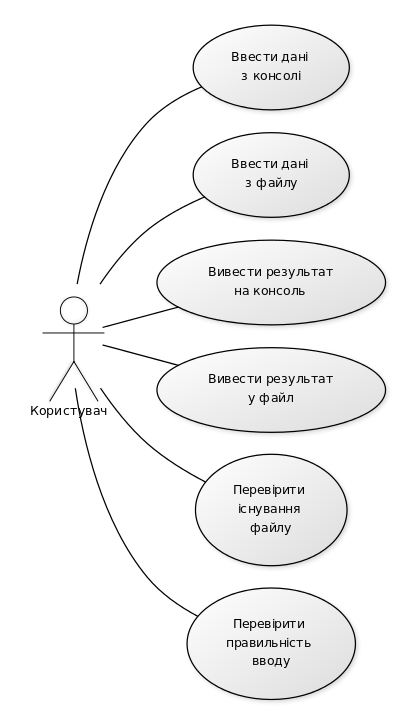 Ввести дані
з консолі
Ввести дані
з файлу
Вивести результат
на консоль
Вивести результат
у файл
Користувач
Перевірити
існування
файлу
Перевірити
правильність
вводу